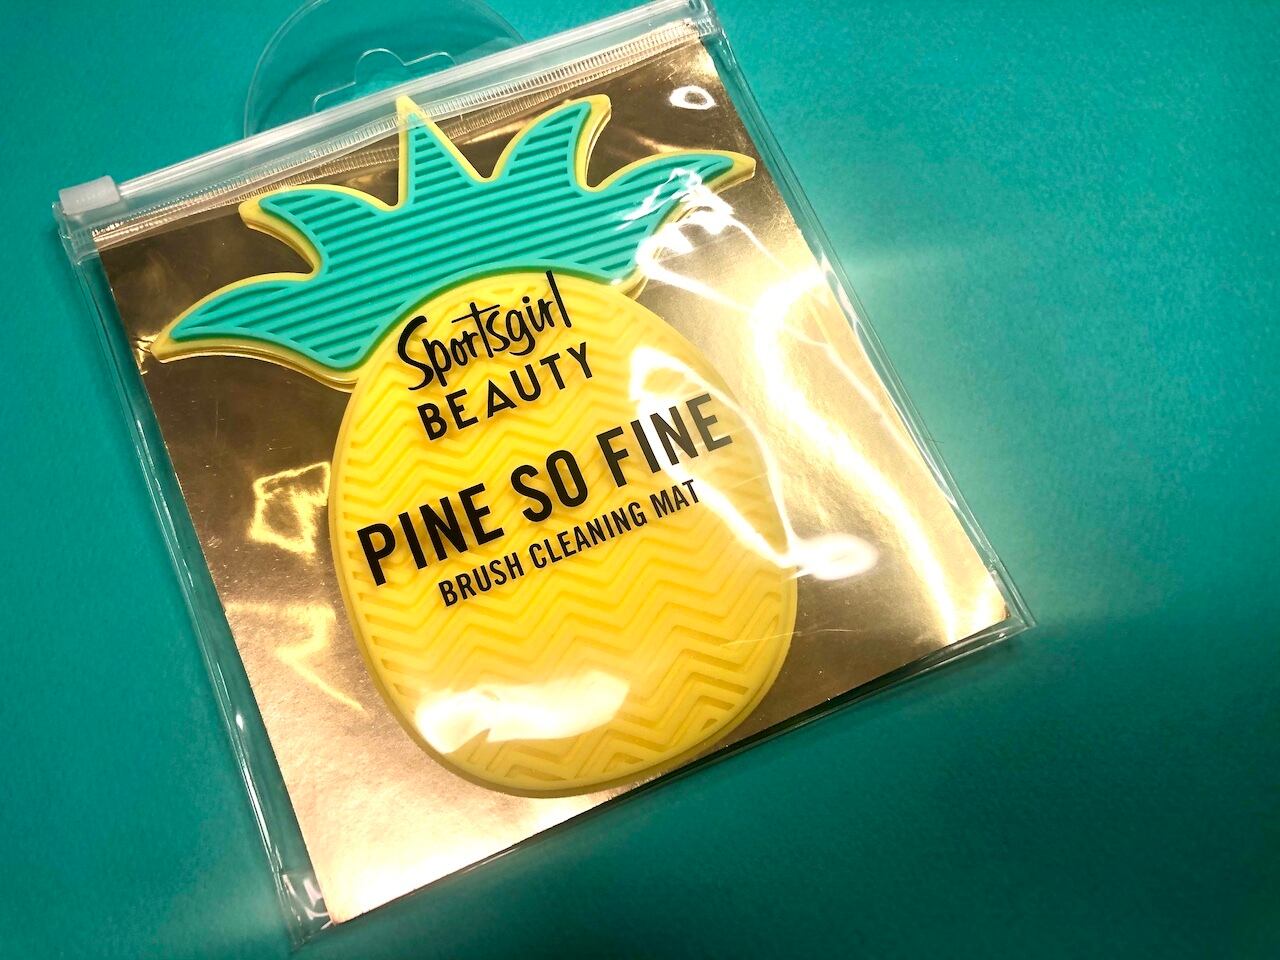 Sportsgirl
BEAUTY
PINE SO FINE
BRUSH CLEANING MAT